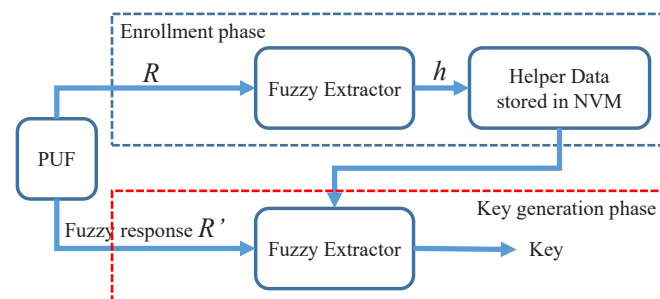 Enrollment phase
R
Fuzzy Extractor
h
Helper Data
stored in NVM
PUF
Key generation phase
Fuzzy response R’
Fuzzy Extractor
Key